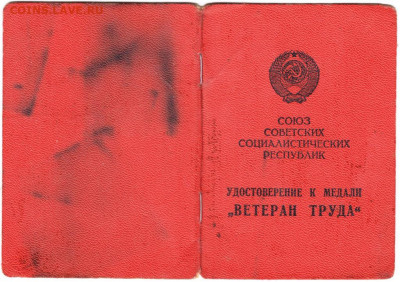 COINS.LAVE.RU
СОЮЗ
СОВЕТСКИХ
СОЦИАЛИСТИЧЕСКИХ
РЕСПУБЛИК
УДОСТОВЕРЕНИЕ К МЕДАЛИ
„ВЕТЕРАН ТРУДА“